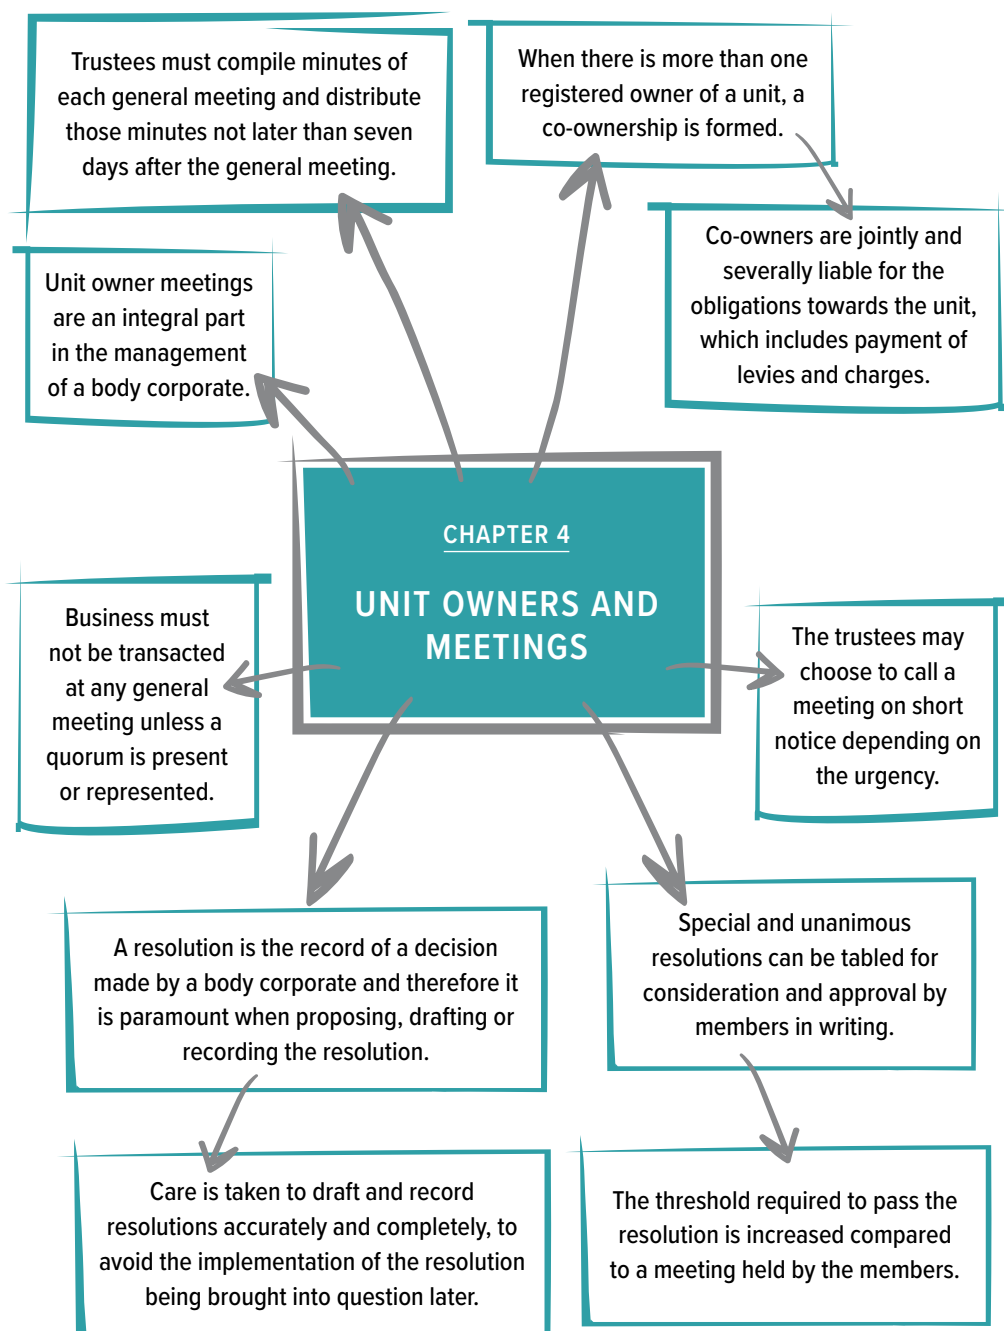 Trustees must compile minutes of
each general meeting and distribute
those minutes not later than seven
days after the general meeting.
When there is more than one
registered owner of a unit, a
co-ownership is formed.
Co-owners are jointly and
severally liable for the
obligations towards the unit,
which includes payment of
levies and charges.
Unit owner meetings
are an integral part
in the management
of a body corporate.
CHAPTER 4
UNIT OWNERS AND
MEETINGS
Business must
not be transacted
at any general
meeting unless a
quorum is present
or represented.
The trustees may
choose to call a
meeting on short
notice depending on
the urgency.
A resolution is the record of a decision
made by a body corporate and therefore it
is paramount when proposing, drafting or
recording the resolution.
Special and unanimous
resolutions can be tabled for
consideration and approval by
members in writing.
Care is taken to draft and record
resolutions accurately and completely, to
avoid the implementation of the resolution
being brought into question later.
The threshold required to pass the
resolution is increased compared
to a meeting held by the members.